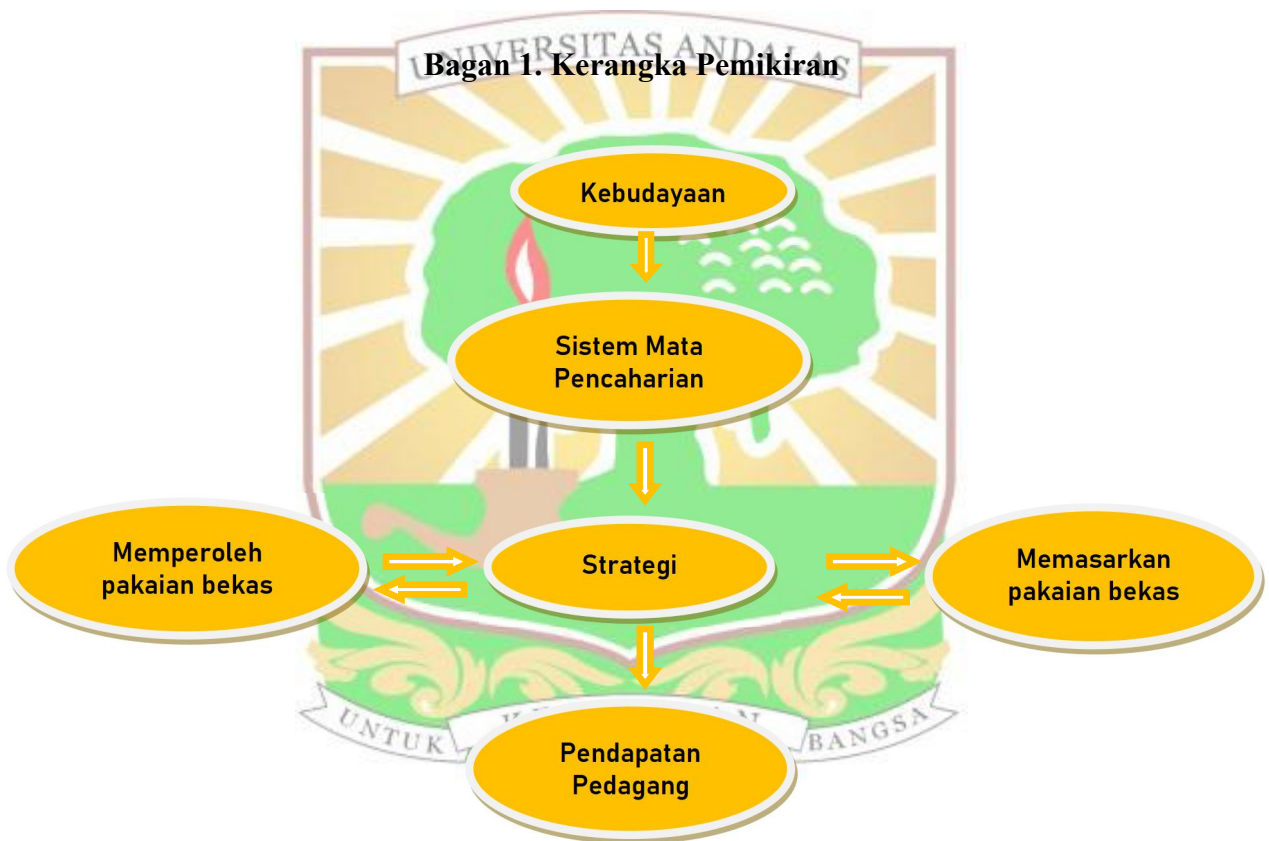 UNIVERSITAS ANDALAS
Bagan 1. Kerangka Pemikiran
Kebudayaan
Sistem Mata
Pencaharian
Memperoleh
pakaian bekas
Strategi
Memasarkan
pakaian bekas
UNTUK
BANGSA
Pendapatan
Pedagang